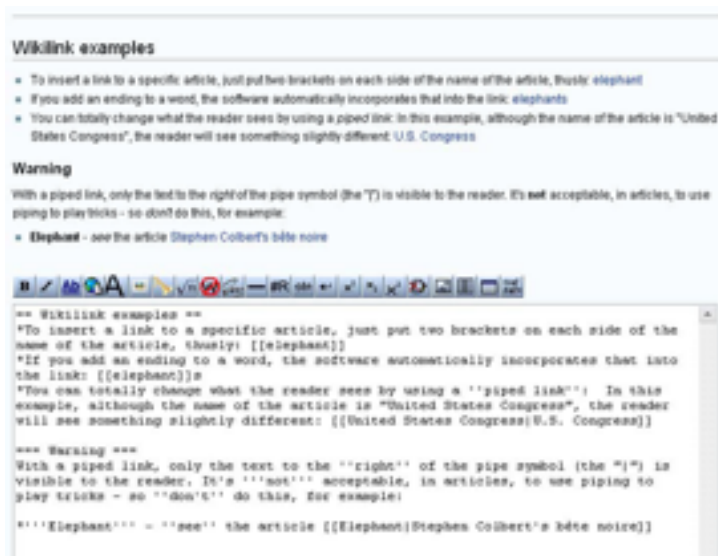 Wikilink examples
To insert a link to a specific article, just put two brackets on each side of the name of the article, thusly: elephant
If you add an ending to a word, the software automatically incorporates that into the link: elephants
You can totally change what the reader sees by using a piped link: In this example, although the name of the article is "United
States Congress", the reader will see something slightly different: U.S. Congress
Warning
With a piped link, only the text to the right of the pipe symbol (the "|") is visible to the reader. It's not acceptable, in articles, to use
piping to play tricks - so don't do this, for example:
Elephant - see the article Stephen Colbert's bête noire
Ab A √n #R
== Wikilink examples ==
*To insert a link to a specific article, just put two brackets on each side of the
name of the article, thusly: [[elephant]]
*If you add an ending to a word, the software automatically incorporates that into
the link: [[elephant]]s
*You can totally change what the reader sees by using a ''piped link'': In this
example, although the name of the article is "United States Congress", the reader
will see something slightly different: [[United States Congress|U.S. Congress]]
=== Warning ===
With a piped link, only the text to the ''right'' of the pipe symbol (the "|") is
visible to the reader. It's '''not''' acceptable, in articles, to use piping to
play tricks - so ''don't'' do this, for example:
*'''Elephant''' - ''see'' the article [[Elephant|Stephen Colbert's bête noire]]